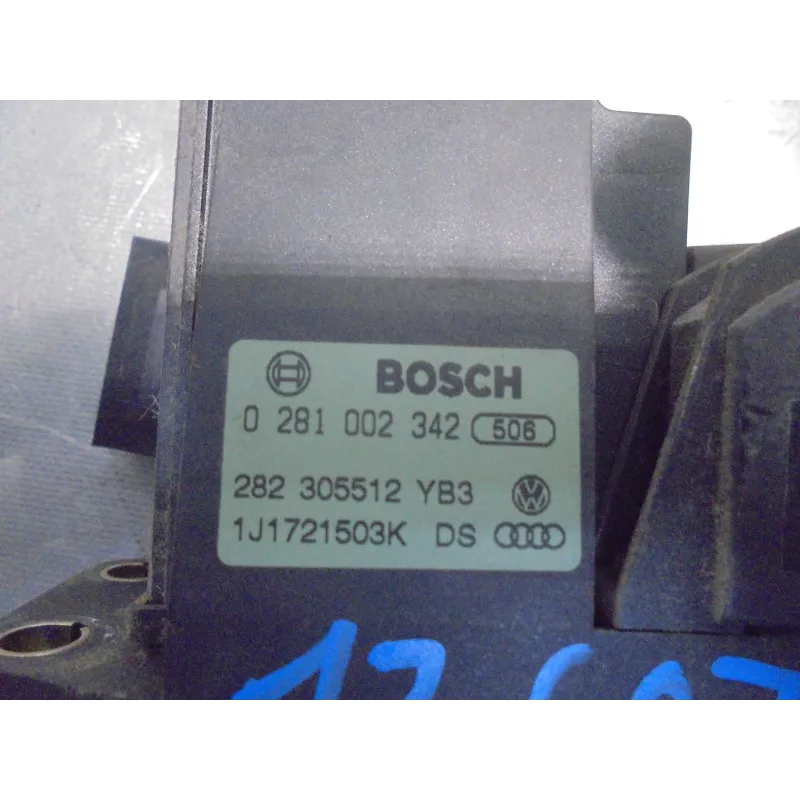 BOSCH
0 281 002 342 506
282 305512 YB3
1J1721503K DS